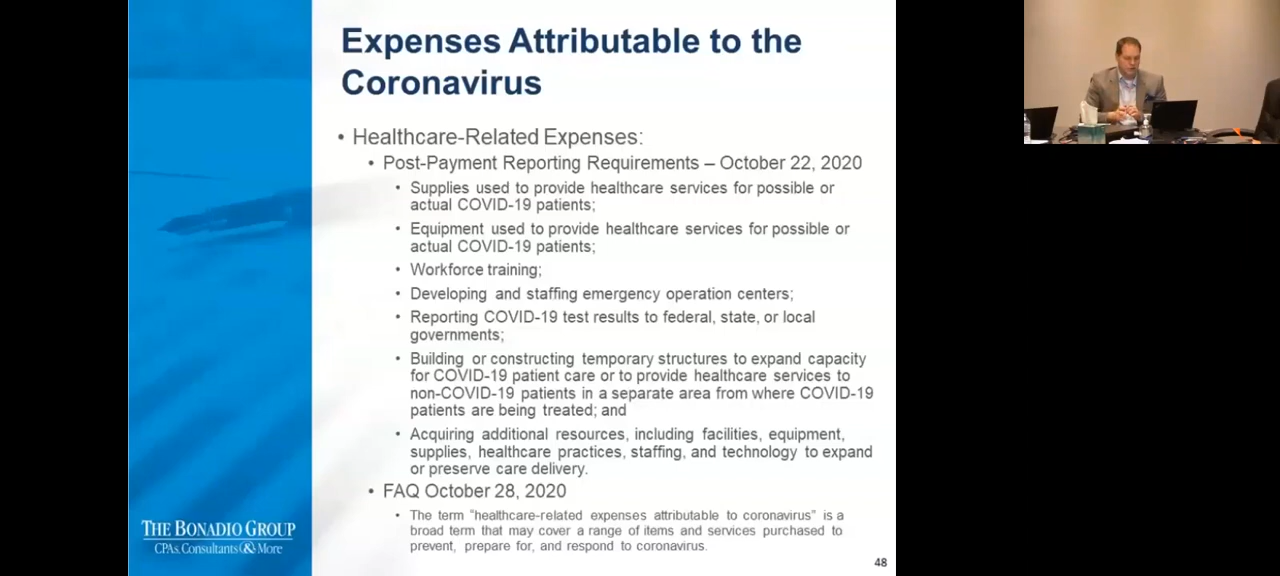 Expenses Attributable to the
Coronavirus
• Healthcare-Related Expenses:
• Post-Payment Reporting Requirements – October 22, 2020
• Supplies used to provide healthcare services for possible or
actual COVID-19 patients;
• Equipment used to provide healthcare services for possible or
actual COVID-19 patients;
• Workforce training;
• Developing and staffing emergency operation centers;
• Reporting COVID-19 test results to federal, state, or local
governments;
• Building or constructing temporary structures to expand capacity
for COVID-19 patient care or to provide healthcare services to
non-COVID-19 patients in a separate area from where COVID-19
patients are being treated; and
• Acquiring additional resources, including facilities, equipment,
supplies, healthcare practices, staffing, and technology to expand
or preserve care delivery.
• FAQ October 28, 2020
• The term "healthcare-related expenses attributable to coronavirus" is a
broad term that may cover a range of items and services purchased to
prevent, prepare for, and respond to coronavirus.
THE BONADIO GROUP
CPAs, Consultants & More
48